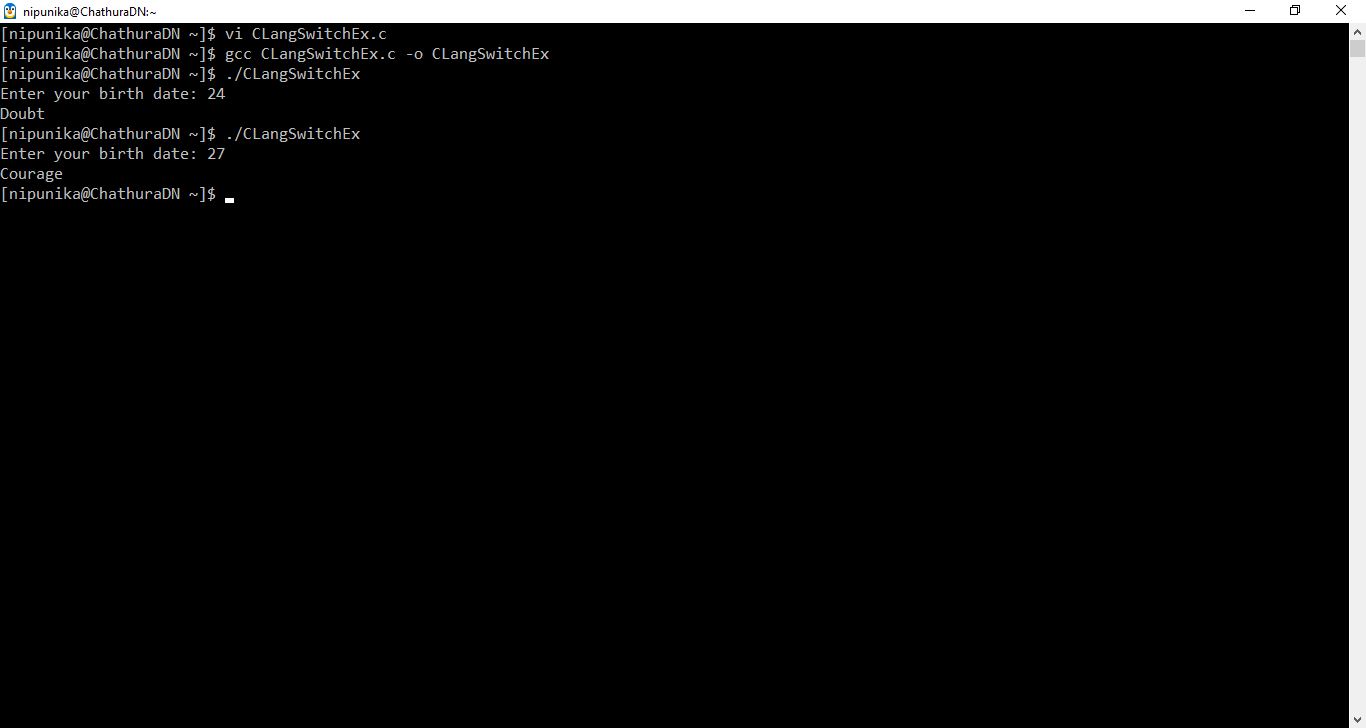 nipunika@ChathuraDN:~
[nipunika@ChathuraDN ~]$ vi CLangSwitchEx.c
[nipunika@ChathuraDN ~]$ gcc CLangSwitchEx.c -o CLangSwitchEx
[nipunika@ChathuraDN ~]$ ./CLangSwitchEx
Enter your birth date: 24
Doubt
[nipunika@ChathuraDN ~]$ ./CLangSwitchEx
Enter your birth date: 27
Courage
[nipunika@ChathuraDN ~]$